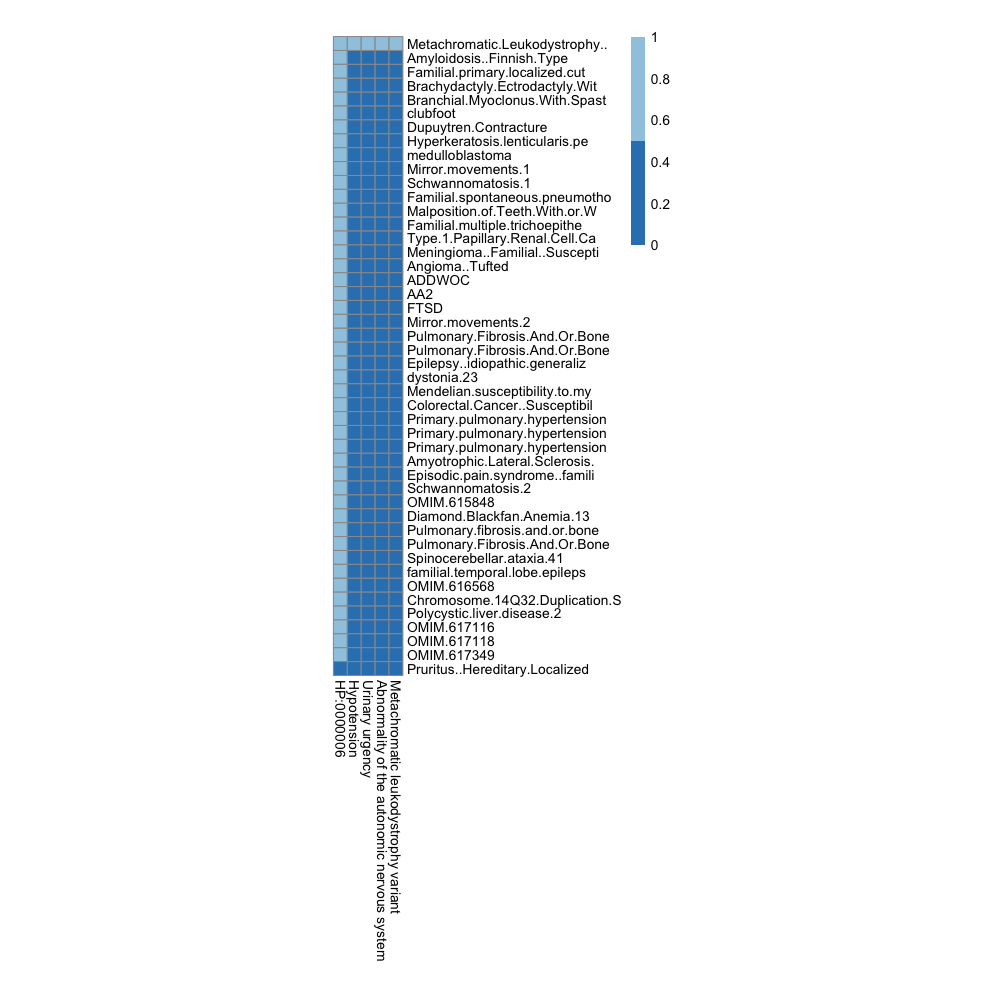 Metachromatic.Leukodystrophy..
Amyloidosis..Finnish.Type
Familial.primary.localized.cut
Brachydactyly.Ectrodactyly.Wit
Branchial.Myoclonus.With.Spast
clubfoot
Dupuytren.Contracture
Hyperkeratosis.lenticularis.pe
medulloblastoma
Mirror.movements.1
Schwannomatosis.1
Familial.spontaneous.pneumotho
Malposition.of.Teeth.With.or.W
Familial.multiple.trichoepithe
Type.1.Papillary.Renal.Cell.Ca
Meningioma..Familial..Suscepti
Angioma..Tufted
ADDWOC
AA2
FTSD
Mirror.movements.2
Pulmonary.Fibrosis.And.Or.Bone
Pulmonary.Fibrosis.And.Or.Bone
Epilepsy..idiopathic.generaliz
dystonia.23
Mendelian.susceptibility.to.my
Colorectal.Cancer..Susceptibil
Primary.pulmonary.hypertension
Primary.pulmonary.hypertension
Primary.pulmonary.hypertension
Amyotrophic.Lateral.Sclerosis.
Episodic.pain.syndrome..famili
Schwannomatosis.2
OMIM.615848
Diamond.Blackfan.Anemia.13
Pulmonary.fibrosis.and.or.bone
Pulmonary.Fibrosis.And.Or.Bone
Spinocerebellar.ataxia.41
familial.temporal.lobe.epileps
OMIM.616568
Chromosome.14Q32.Duplication.S
Polycystic.liver.disease.2
OMIM.617116
OMIM.617118
OMIM.617349
Pruritus..Hereditary.Localized
HP:0000006
Hypotension
Urinary urgency
Abnormality of the autonomic nervous system
Metachromatic leukodystrophy variant
1
0.8
0.6
0.4
0.2
0